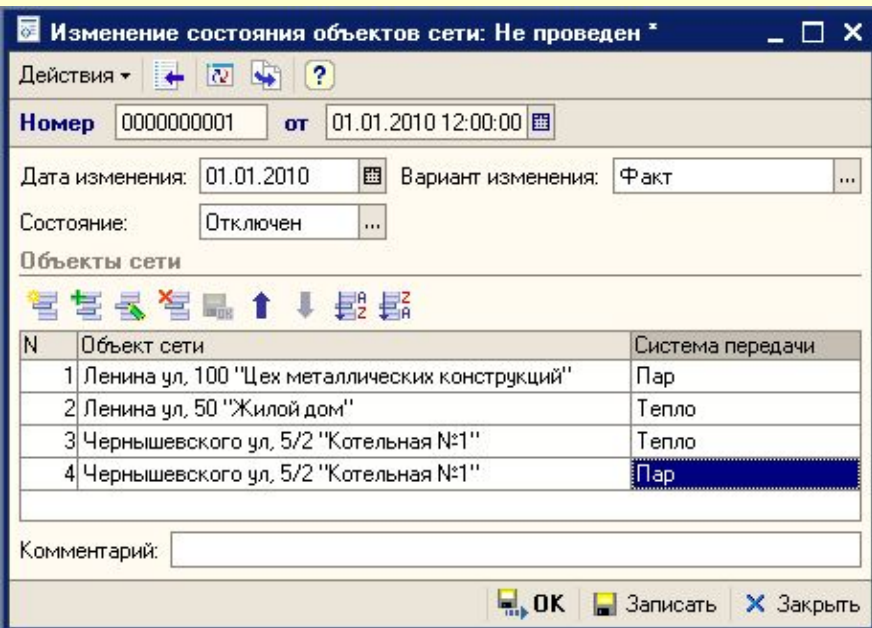 Изменение состояния объектов сети: Не проведен *
Действия
Номер 0000000001 от 01.01.2010 12:00:00
Дата изменения: 01.01.2010 Вариант изменения: Факт ...
Состояние: Отключен ...
Объекты сети
N Объект сети Система передачи
1 Ленина ул, 100 "Цех металлических конструкций" Пар
2 Ленина ул, 50 "Жилой дом" Тепло
3 Чернышевского ул, 5/2 "Котельная №1" Тепло
4 Чернышевского ул, 5/2 "Котельная №1" Пар
Комментарий:
OK Записать Закрыть